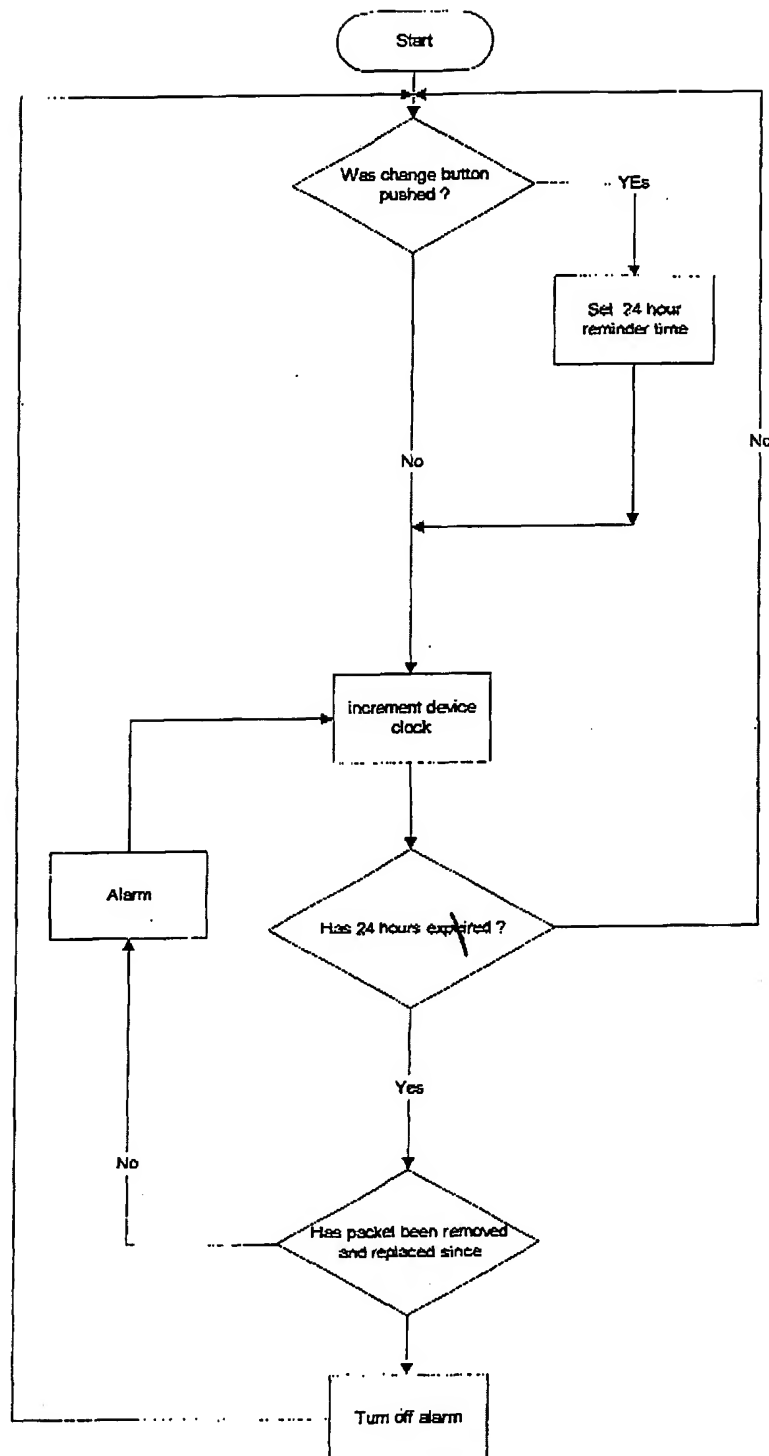 Start
Was change button
pushed ?
YEs
Set 24 hour
reminder time
No
No
increment device
clock
Alarm
Has 24 hours expaired ?
Yes
No
Has packet been removed
and replaced since
Turn off alarm